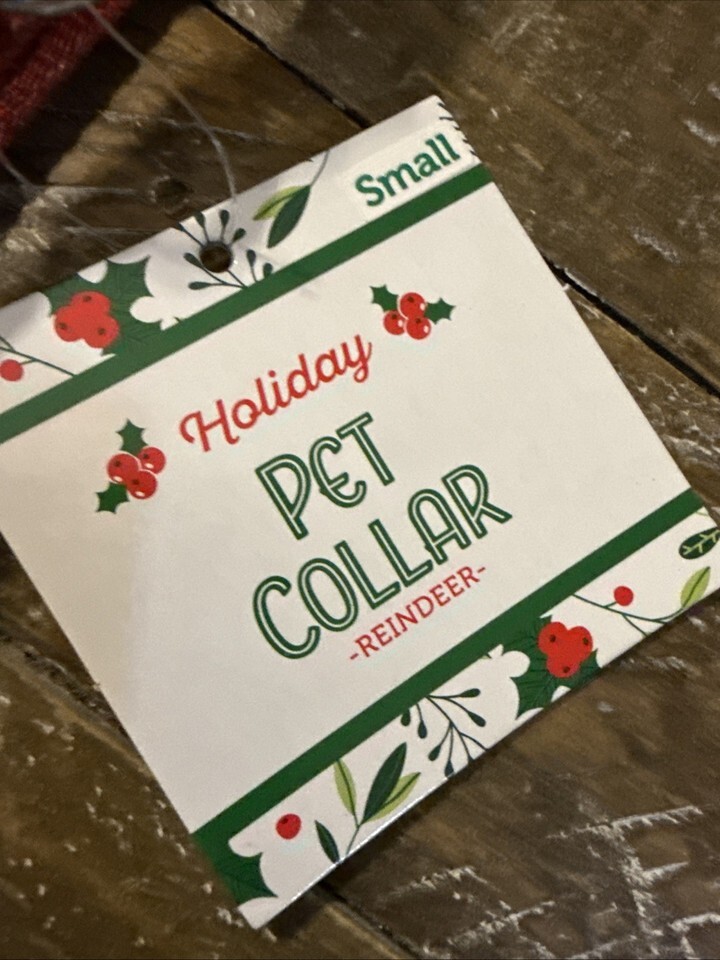 Small
Holiday
PET
COLLAR
-REINDEER-